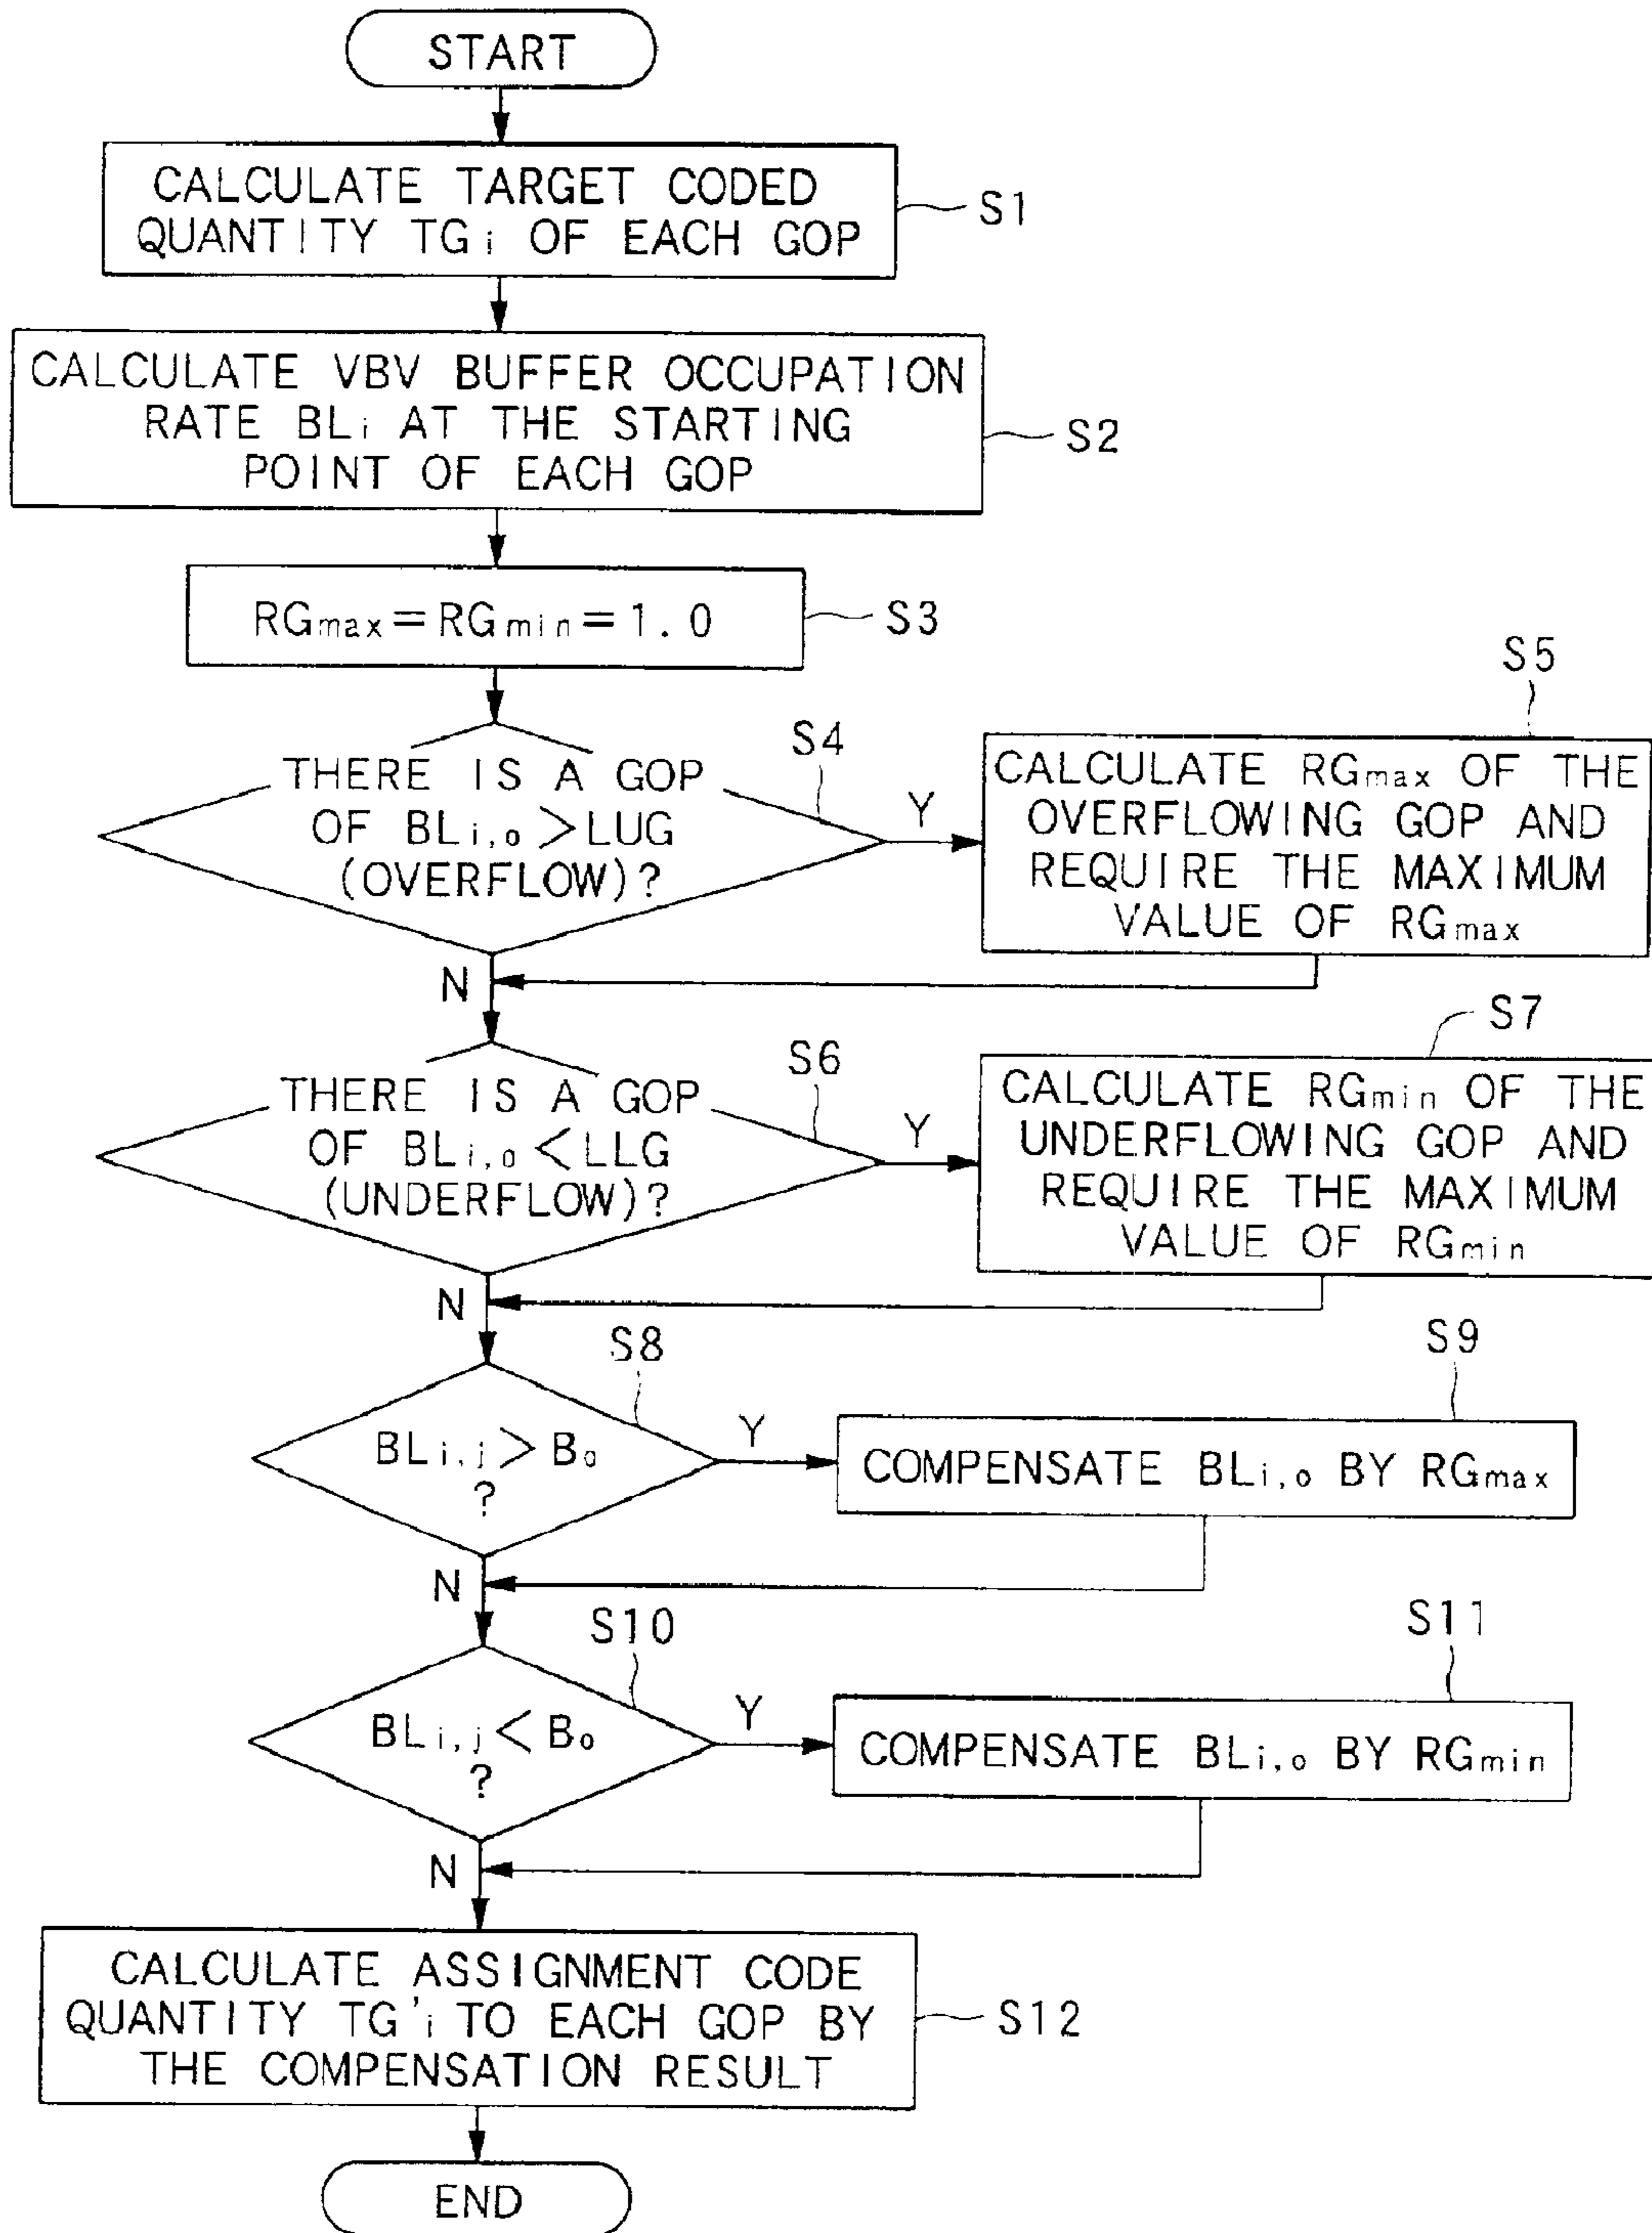 START
CALCULATE TARGET CODED
QUANTITY TGi OF EACH GOP
S1
CALCULATE VBV BUFFER OCCUPATION
RATE BLi AT THE STARTING
POINT OF EACH GOP
S2
RGmax=RGmin=1.0
S3
THERE IS A GOP
OF BLi,o>LUG
(OVERFLOW)?
S4
Y
S5
CALCULATE RGmax OF THE
OVERFLOWING GOP AND
REQUIRE THE MAXIMUM
VALUE OF RGmax
N
THERE IS A GOP
OF BLi,o<LLG
(UNDERFLOW)?
S6
Y
S7
CALCULATE RGmin OF THE
UNDERFLOWING GOP AND
REQUIRE THE MAXIMUM
VALUE OF RGmin
N
S8
BLi,j>Bo
?
Y
S9
COMPENSATE BLi,o BY RGmax
N
S10
BLi,j<Bo
?
Y
S11
COMPENSATE BLi,o BY RGmin
N
CALCULATE ASSIGNMENT CODE
QUANTITY TG'i TO EACH GOP BY
THE COMPENSATION RESULT
S12
END